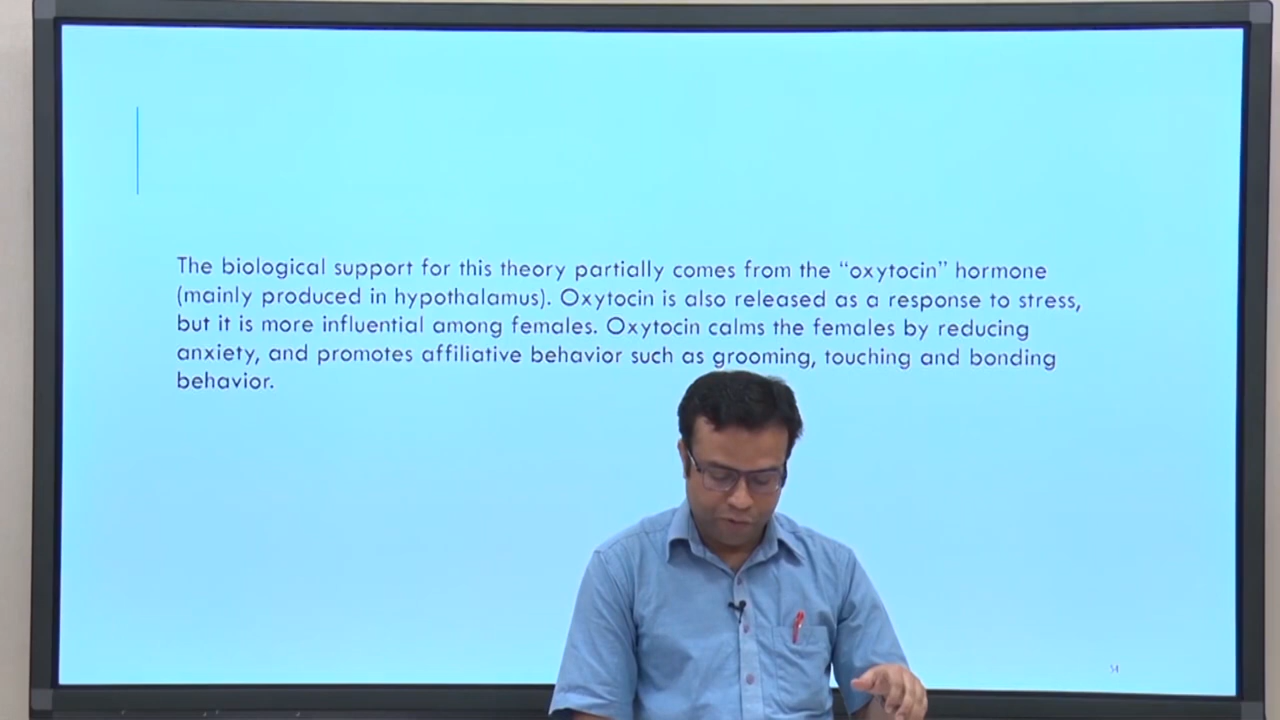 The biological support for this theory partially comes from the “oxytocin” hormone
(mainly produced in hypothalamus). Oxytocin is also released as a response to stress,
but it is more influential among females. Oxytocin calms the females by reducing
anxiety, and promotes affiliative behavior such as grooming, touching and bonding
behavior.
54